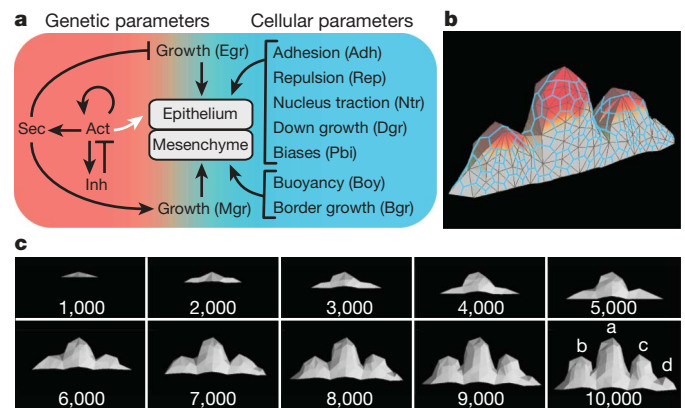 a Genetic parameters Cellular parameters
Growth (Egr)
Sec Act
Inh
Epithelium
Mesenchyme
Growth (Mgr)
Adhesion (Adh)
Repulsion (Rep)
Nucleus traction (Ntr)
Down growth (Dgr)
Biases (Pbi)
Buoyancy (Boy)
Border growth (Bgr)
b
c
1,000 2,000 3,000 4,000 5,000
a
b c
d
6,000 7,000 8,000 9,000 10,000